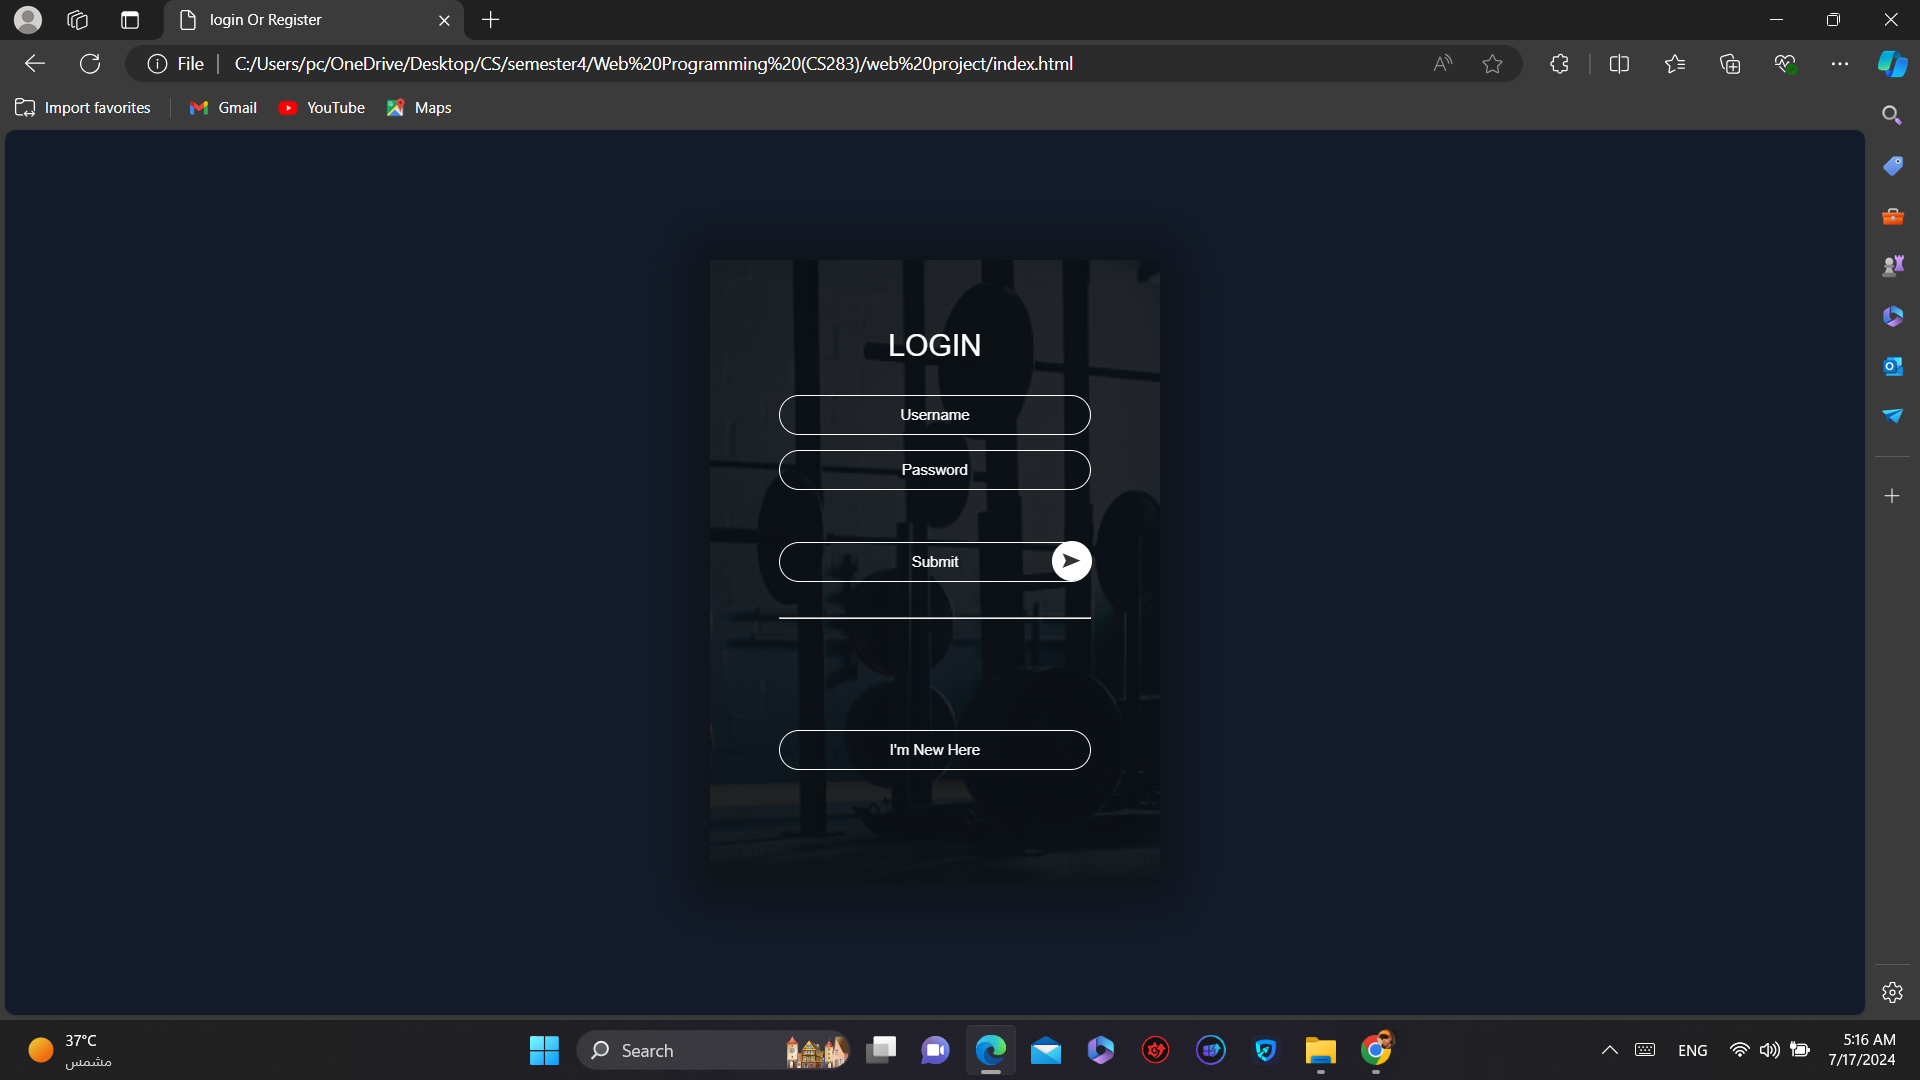 login Or Register
File
C:/Users/pc/OneDrive/Desktop/CS/semester4/Web%20Programming%20(CS283)/web%20project/index.html
Import favorites
Gmail
YouTube
Maps
LOGIN
Username
Password
Submit
I'm New Here
37°C
مشمس
Search
ENG
5:16 AM
7/17/2024